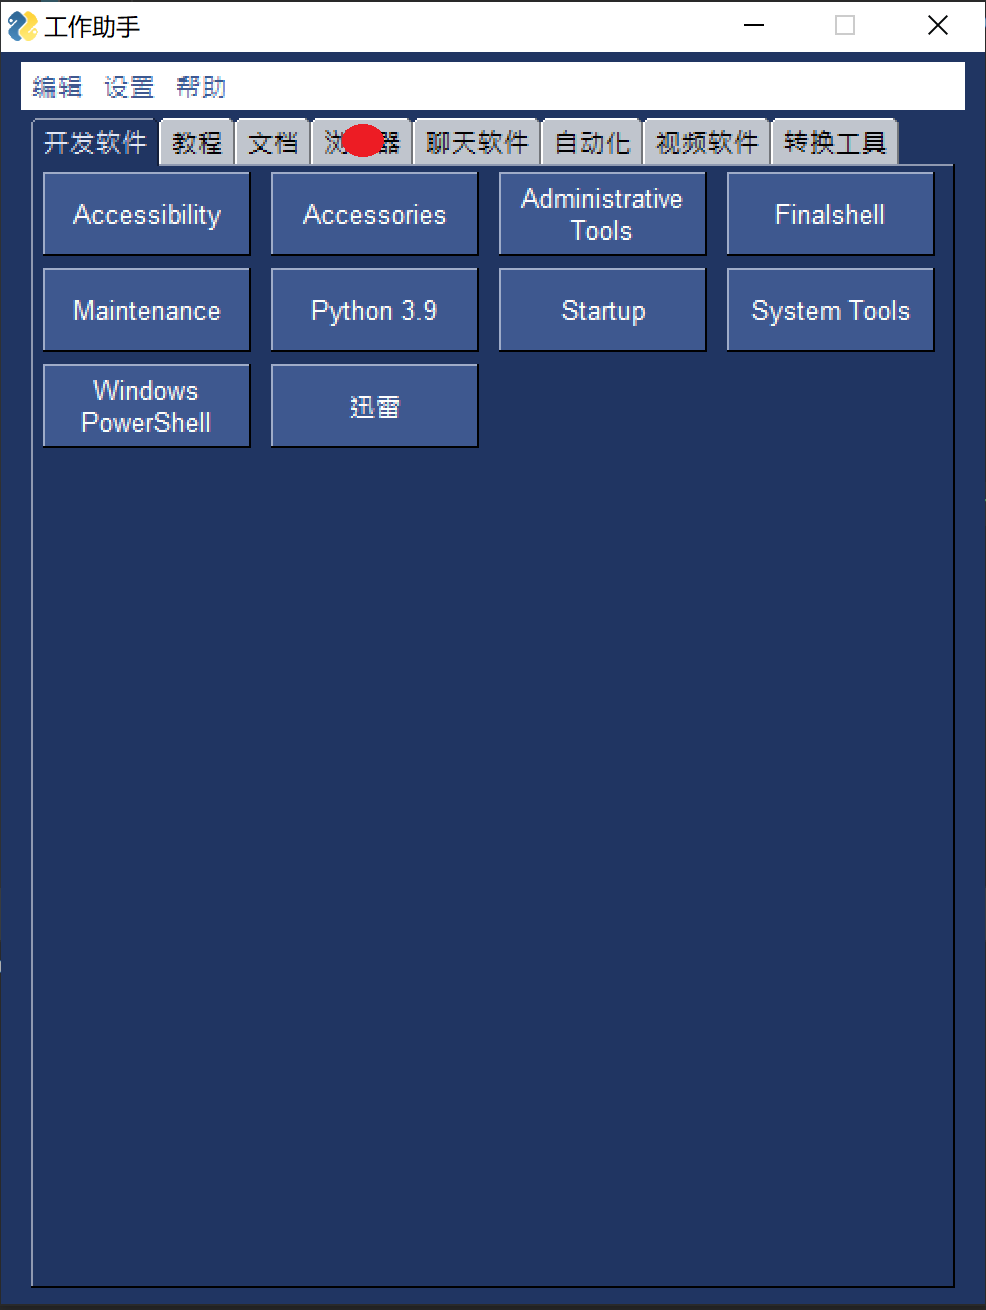 工作助手
编辑 设置 帮助
开发软件 教程 文档 浏 器 聊天软件 自动化 视频软件 转换工具
Accessibility Accessories Administrative Tools Finalshell
Maintenance Python 3.9 Startup System Tools
Windows PowerShell 迅雷